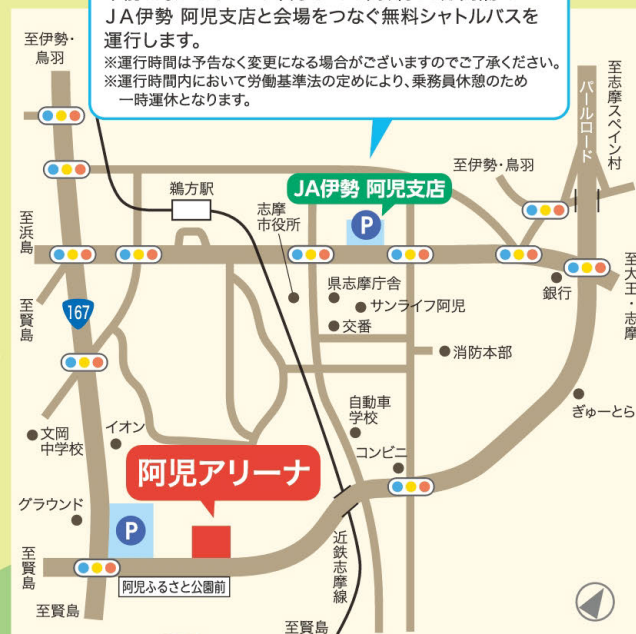 JA伊勢 阿児支店と会場をつなぐ無料シャトルバスを
運行します。
※運行時間は予告なく変更になる場合がございますのでご了承ください。
※運行時間内において労働基準法の定めにより、乗務員休憩のため
一時運休となります。
至伊勢・
鳥羽
至志摩スペイン村
パールロード
至伊勢・鳥羽
JA伊勢 阿児支店
P
鵜方駅
志摩
市役所
至浜島
県志摩庁舎
サンライフ阿児
交番
銀行
至大王・志摩
至賢島
167
消防本部
ぎゅーとら
自動車
学校
コンビニ
文岡
中学校
イオン
阿児アリーナ
グラウンド
P
近鉄志摩線
至賢島
阿児ふるさと公園前
至賢島
至賢島